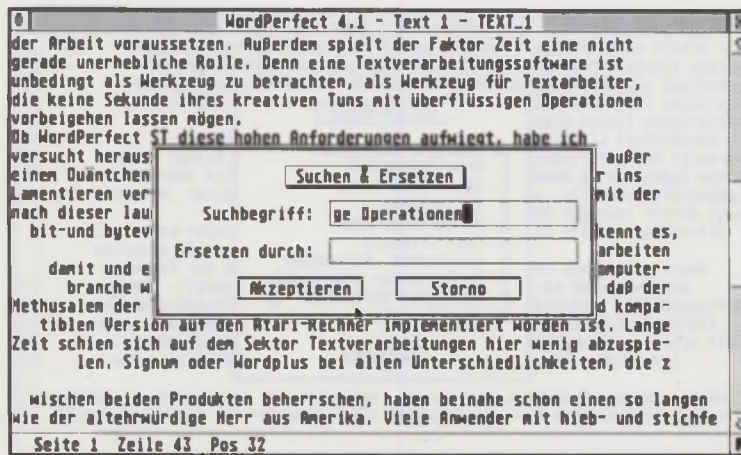 WordPerfect 4.1 - Text 1 - TEXT_1
der Arbeit voraussetzen. Außerdem spielt der Faktor Zeit eine nicht
gerade unerhebliche Rolle. Denn eine Textverarbeitungssoftware ist
unbedingt als Werkzeug zu betrachten, als Werkzeug für Textarbeiter,
die keine Sekunde ihres kreativen Tuns mit überflüssigen Operationen
vorbeigehen lassen mögen.
Ob WordPerfect ST diese hohen Anforderungen aufwiegt, habe ich
versucht heraus außer
einem Quäntchen r ins
Lamentieren ver mit der
nach dieser lau
bit-und bytev kennt es,
arbeiten
damit und e omputer-
branche w daß der
Methusalem der d kompa-
Suchen & Ersetzen
Suchbegriff: ge Operationen
Ersetzen durch:
Akzeptieren Storno
tiblen Version auf den Atari-Rechner implementiert worden ist. Lange
Zeit schien sich auf dem Sektor Textverarbeitungen hier wenig abzuspie-
len. Signum oder Wordplus bei allen Unterschiedlichkeiten, die z
wischen beiden Produkten beherrschen, haben beinahe schon einen so langen
wie der altehrwürdige Herr aus Amerika. Viele Anwender mit hieb- und stichfe
Seite 1 Zeile 43 Pos 32